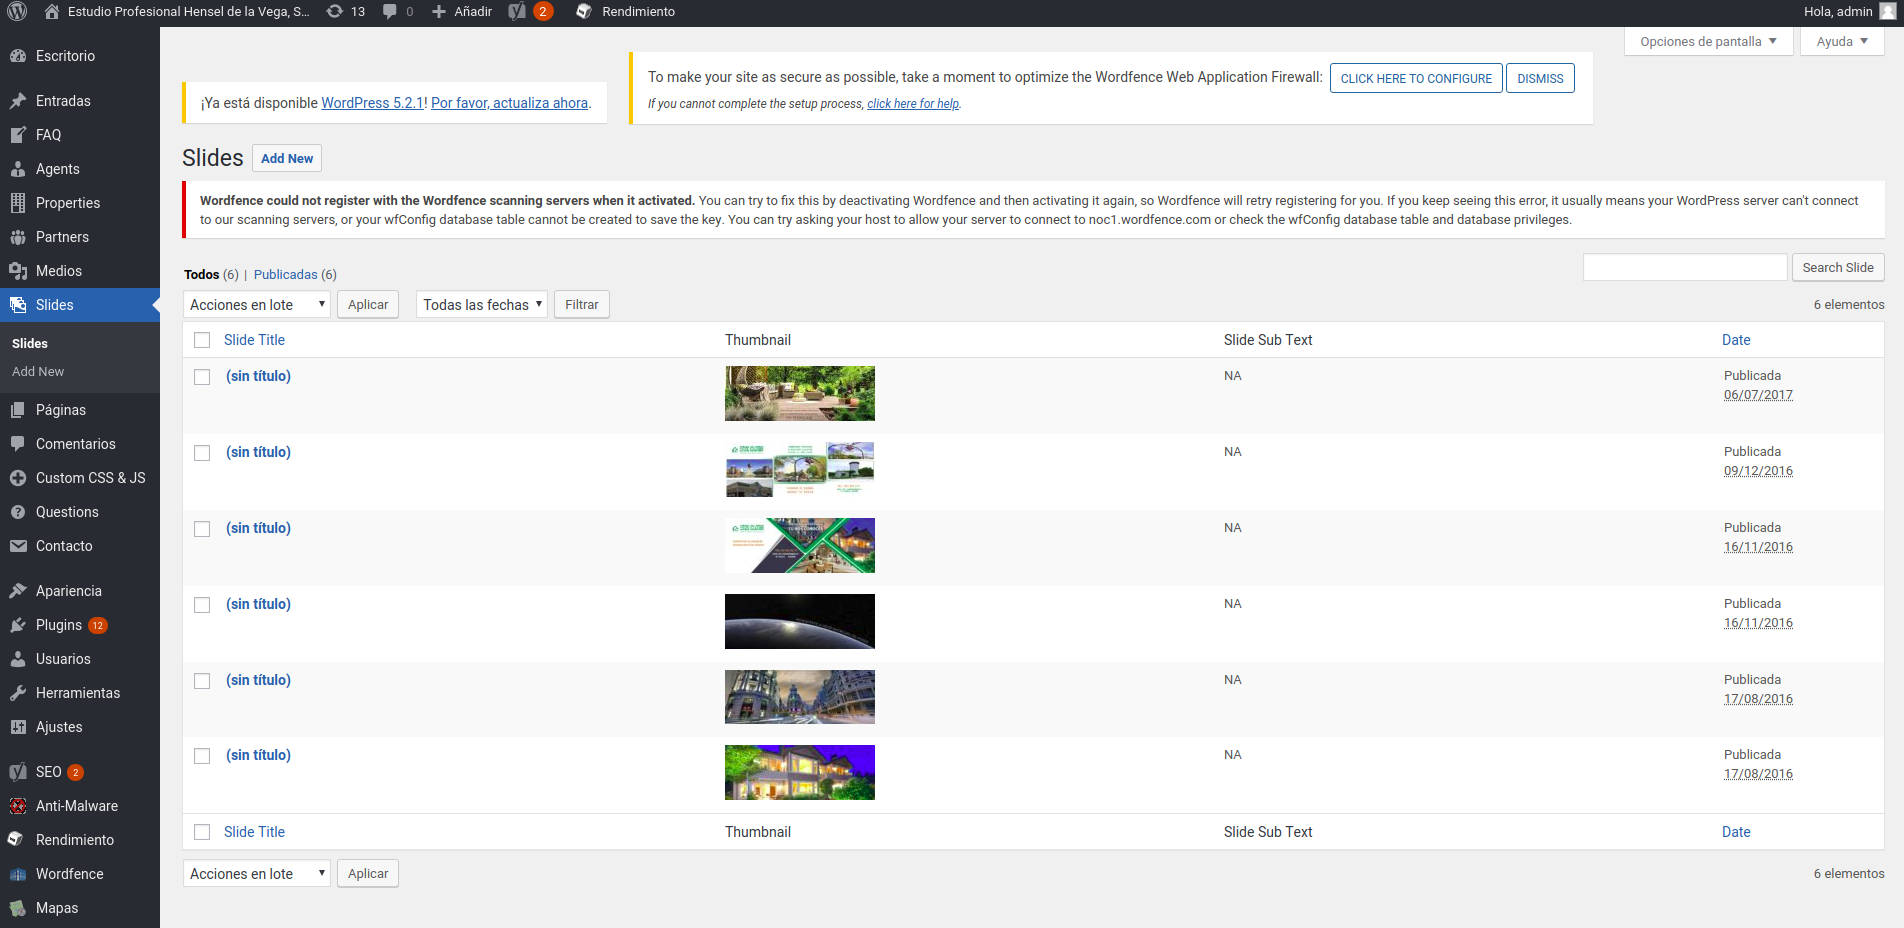 Estudio Profesional Hensel de la Vega, S...
13
0
Añadir
2
Rendimiento
Hola, admin
Escritorio
Entradas
FAQ
Agents
Properties
Partners
Medios
Slides
Slides
Add New
Páginas
Comentarios
Custom CSS & JS
Questions
Contacto
Apariencia
Plugins 12
Usuarios
Herramientas
Ajustes
SEO 2
Anti-Malware
Rendimiento
Wordfence
Mapas
Opciones de pantalla
Ayuda
¡Ya está disponible WordPress 5.2.1! Por favor, actualiza ahora.
To make your site as secure as possible, take a moment to optimize the Wordfence Web Application Firewall: CLICK HERE TO CONFIGURE DISMISS
If you cannot complete the setup process, click here for help.
Slides Add New
Wordfence could not register with the Wordfence scanning servers when it activated. You can try to fix this by deactivating Wordfence and then activating it again, so Wordfence will retry registering for you. If you keep seeing this error, it usually means your WordPress server can't connect
to our scanning servers, or your wfConfig database table cannot be created to save the key. You can try asking your host to allow your server to connect to noc1.wordfence.com or check the wfConfig database table and database privileges.
Todos (6) | Publicadas (6)
Search Slide
Acciones en lote Aplicar Todas las fechas Filtrar
6 elementos
Slide Title Thumbnail Slide Sub Text Date
(sin título) NA Publicada
06/07/2017
(sin título) NA Publicada
09/12/2016
(sin título) NA Publicada
16/11/2016
(sin título) NA Publicada
16/11/2016
(sin título) NA Publicada
17/08/2016
(sin título) NA Publicada
17/08/2016
Slide Title Thumbnail Slide Sub Text Date
Acciones en lote Aplicar
6 elementos